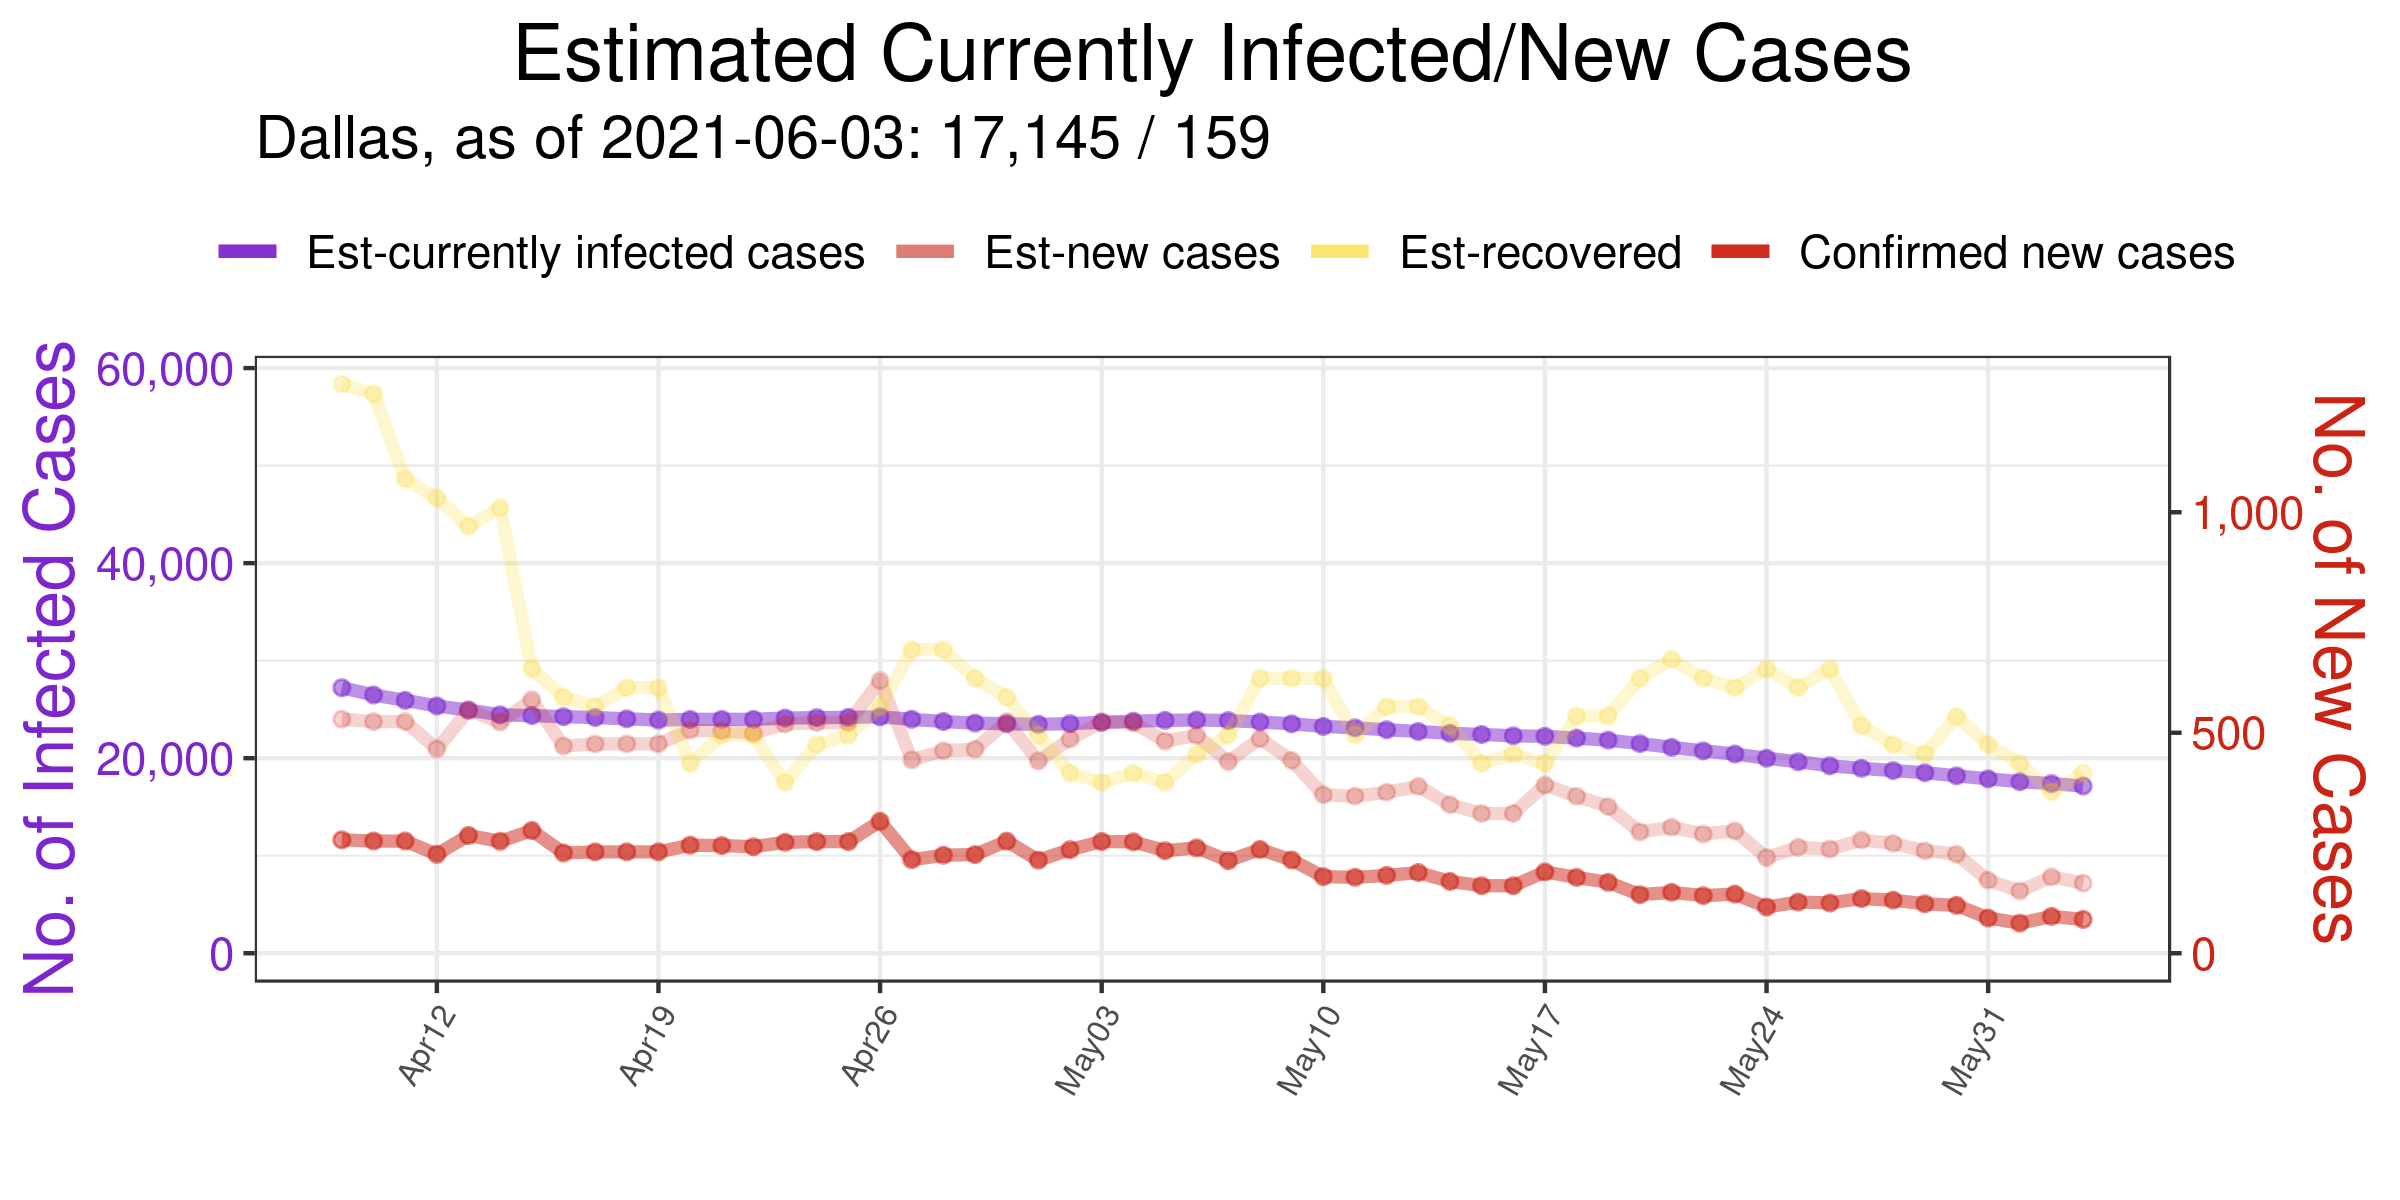 Estimated Currently Infected/New Cases
Dallas, as of 2021-06-03: 17,145 / 159
Est-currently infected cases Est-new cases Est-recovered Confirmed new cases
No. of Infected Cases
60,000
40,000
20,000
0
1,000
500
0
No. of New Cases
Apr12 Apr19 Apr26 May03 May10 May17 May24 May31